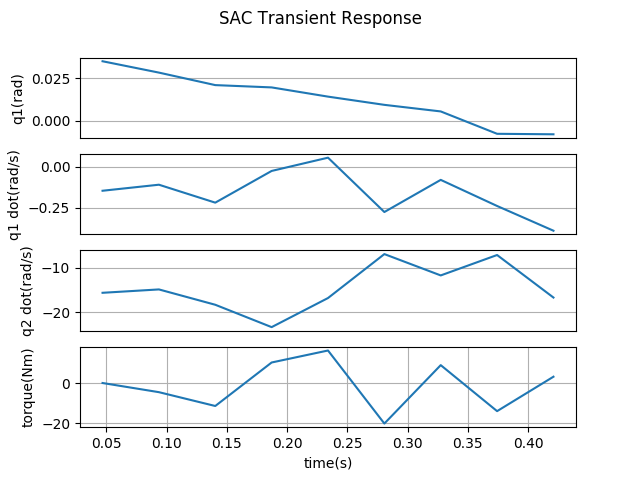 SAC Transient Response
q1(rad)
0.025
0.000
q1 dot(rad/s)
0.00
−0.25
q2 dot(rad/s)
−10
−20
torque(Nm)
0
−20
0.05 0.10 0.15 0.20 0.25 0.30 0.35 0.40
time(s)